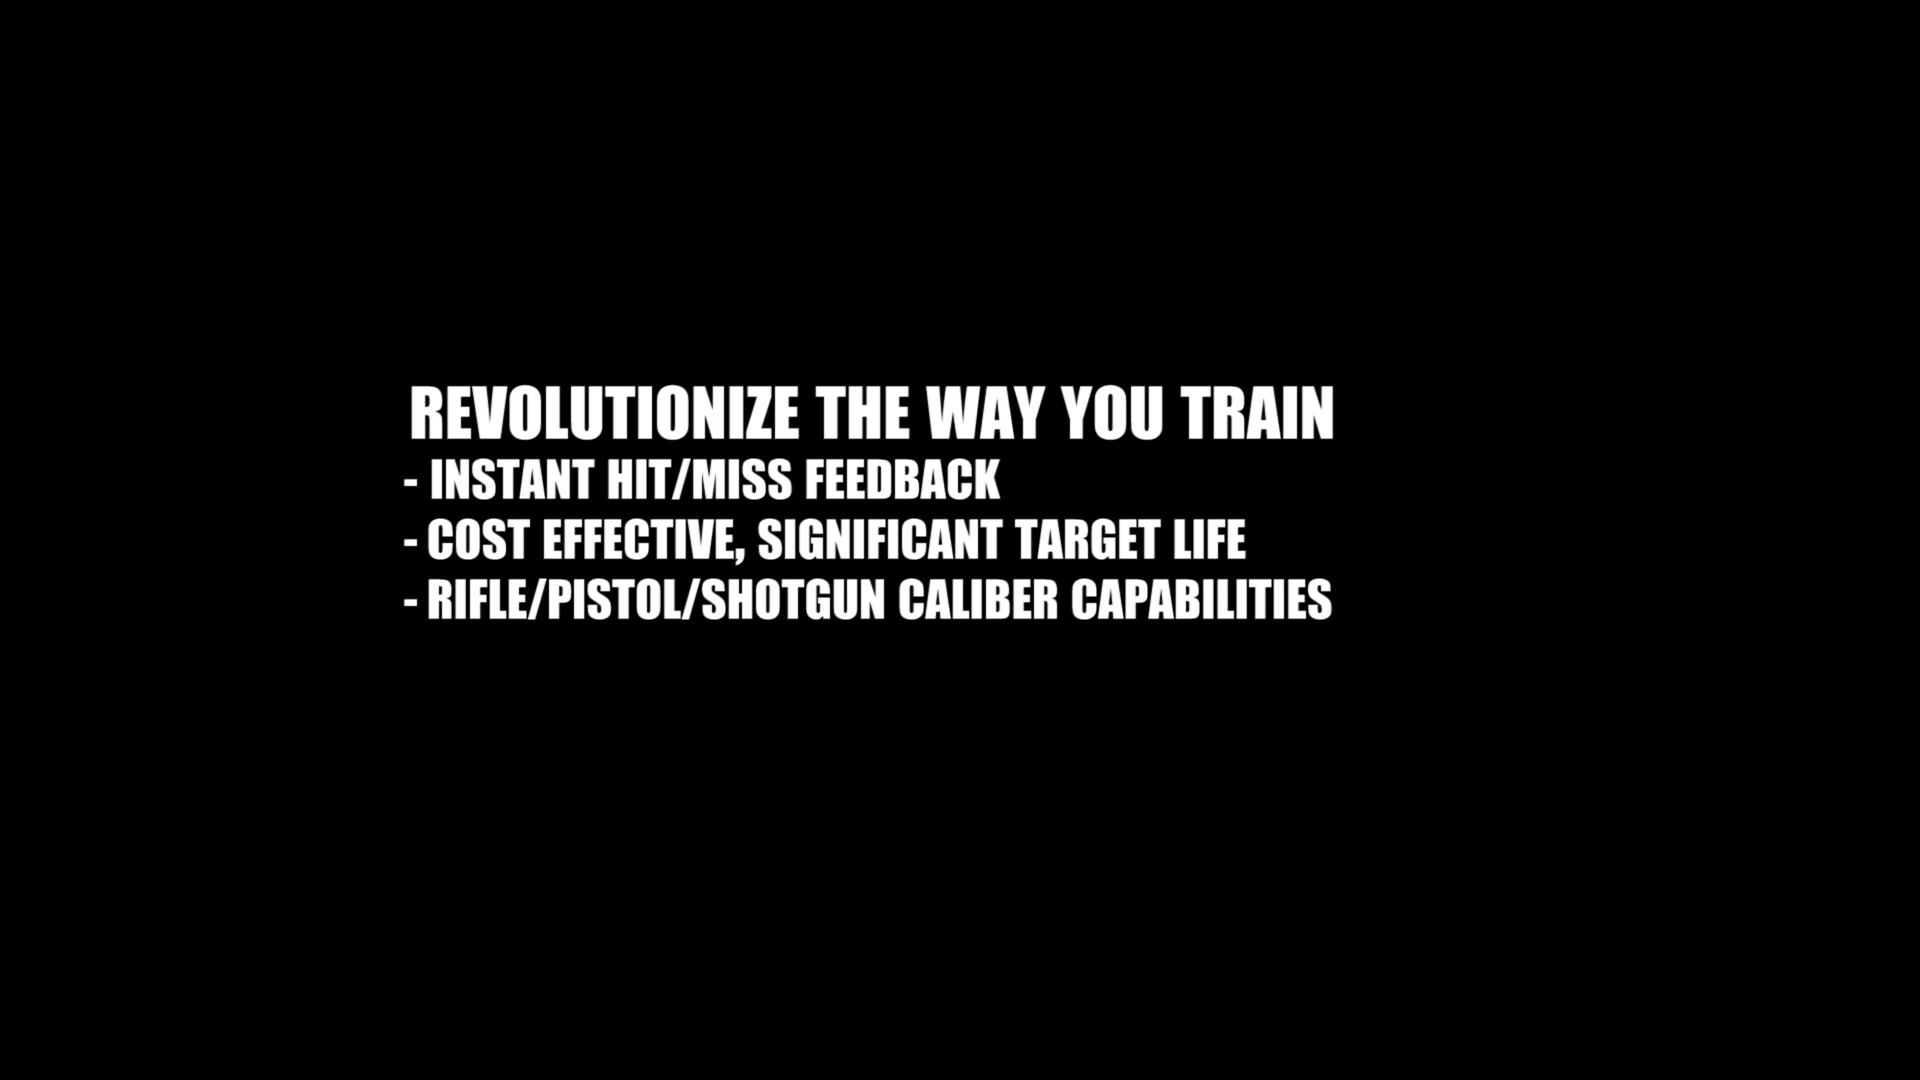 REVOLUTIONIZE THE WAY YOU TRAIN
- INSTANT HIT/MISS FEEDBACK
- COST EFFECTIVE, SIGNIFICANT TARGET LIFE
- RIFLE/PISTOL/SHOTGUN CALIBER CAPABILITIES